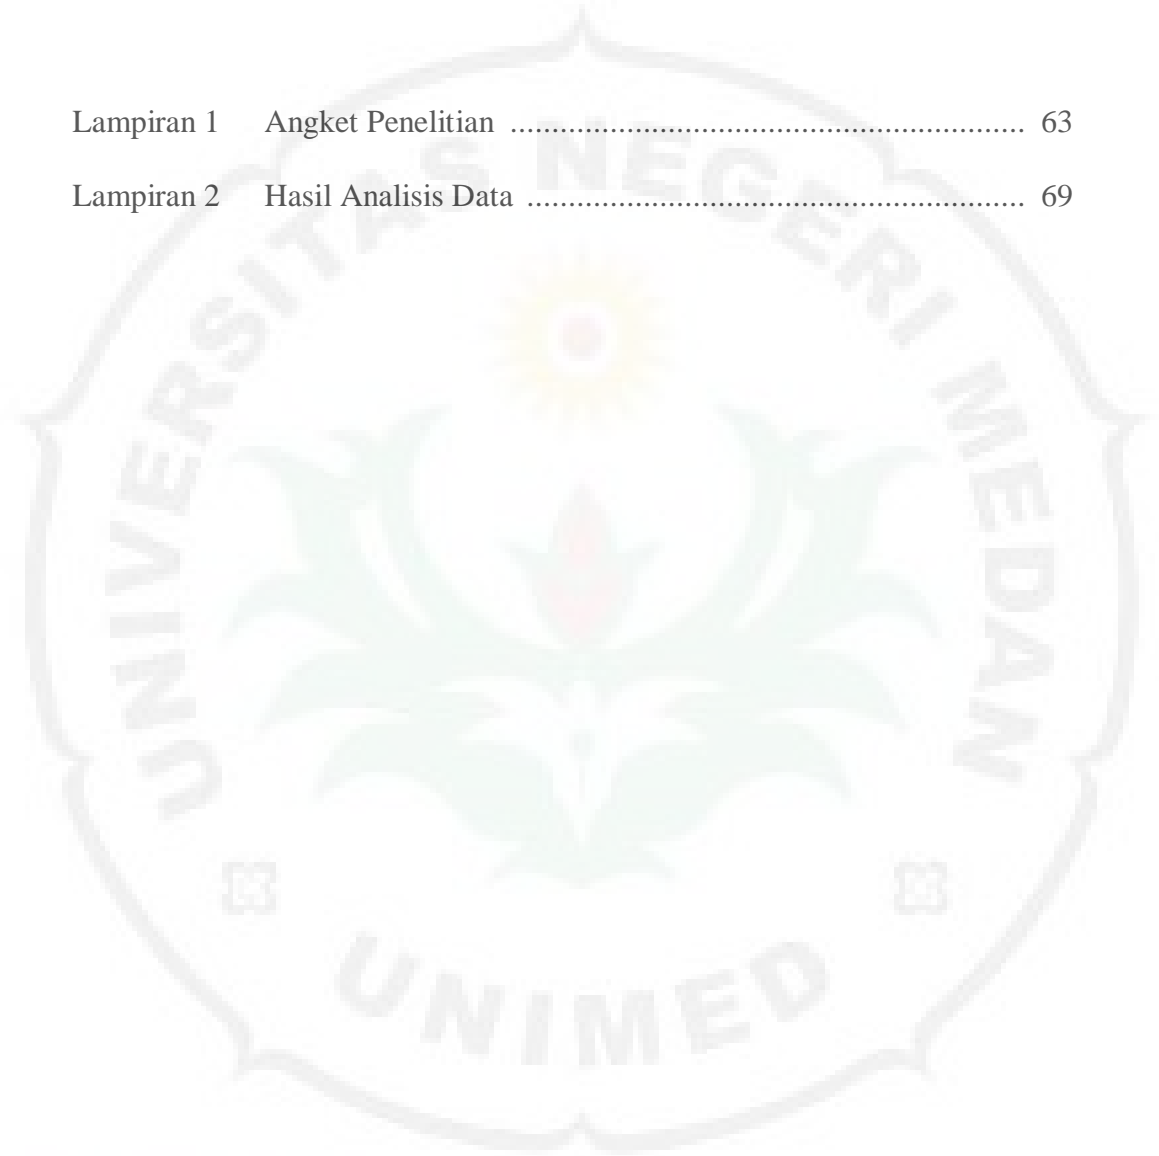 Lampiran 1 Angket Penelitian ............................................................... 63
Lampiran 2 Hasil Analisis Data ............................................................. 69
UNIVERSITAS NEGERI MEDAN
UNIMED